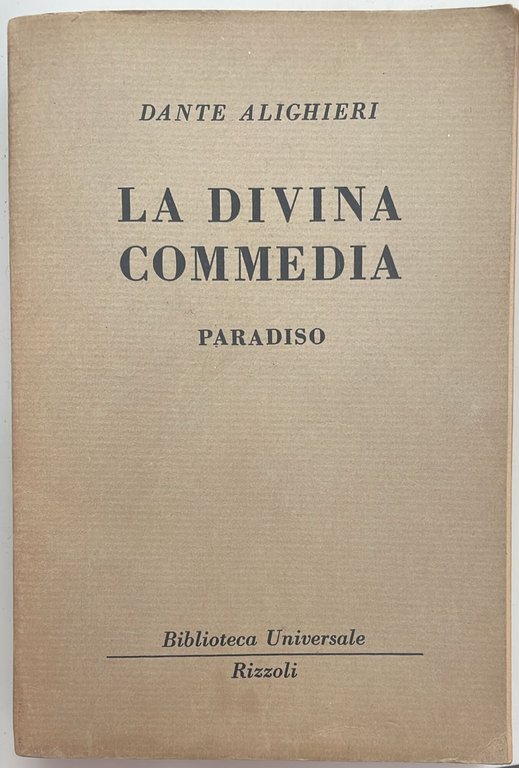 DANTE ALIGHIERI
LA DIVINA
COMMEDIA
PARADISO
Biblioteca Universale
Rizzoli